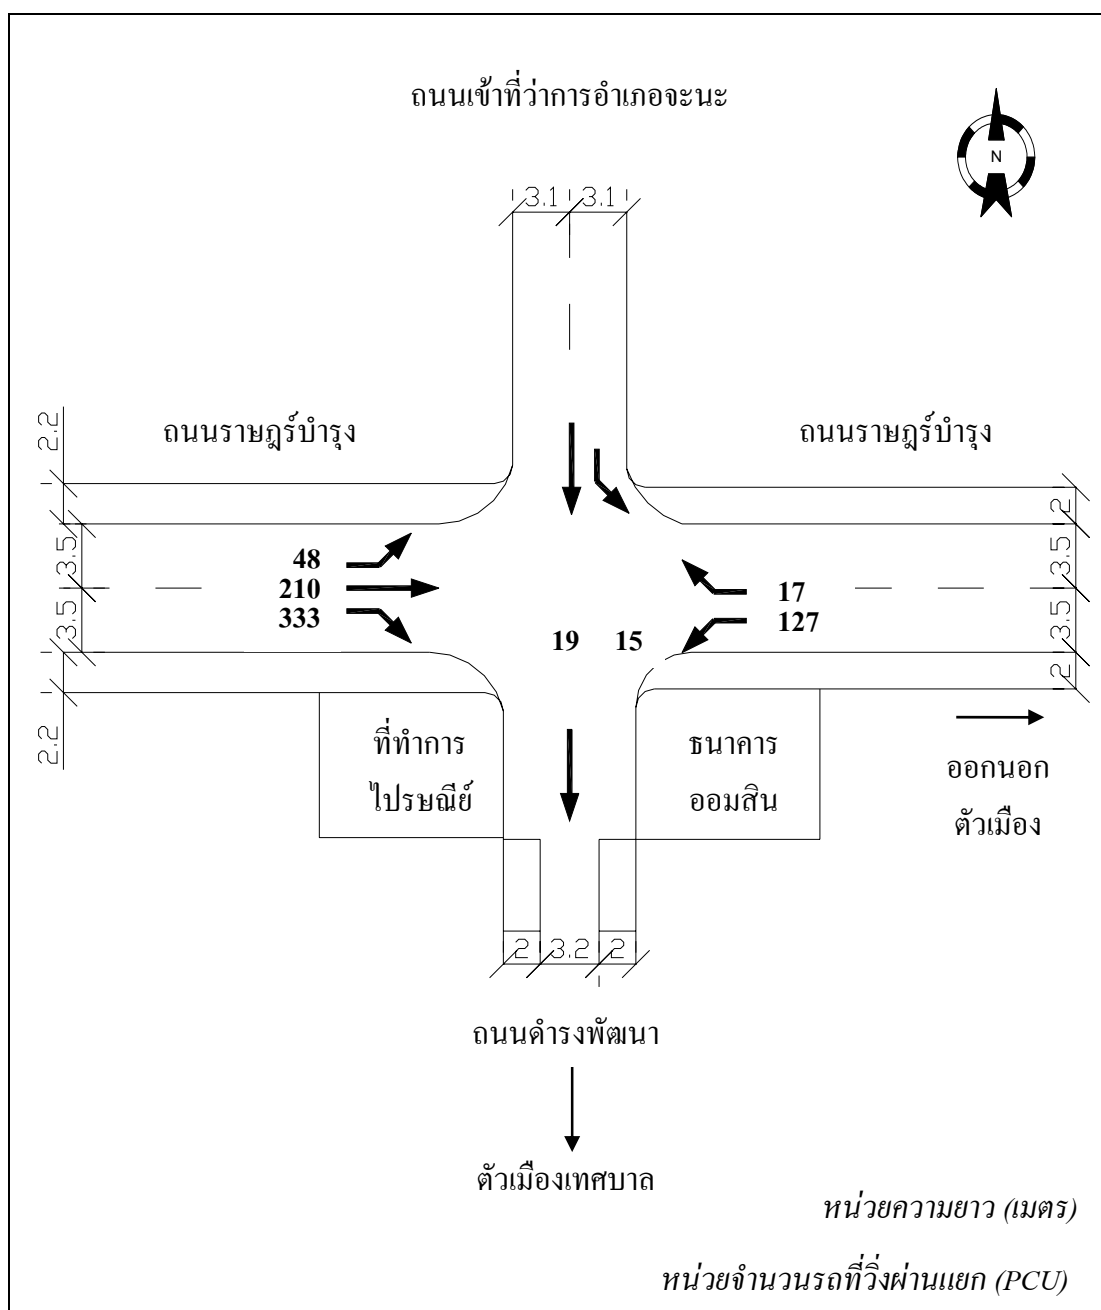 ถนนเข้าที่ว่าการอำเภอจะนะ
N
3.1 3.1
2.2
ถนนราษฎร์บำรุง ถนนราษฎร์บำรุง
2
3.5 48 3.5
210 17
333 127
3.5 19 15 3.5
2
2.2
ที่ทำการ ธนาคาร
ไปรษณีย์ ออมสิน
ออกนอก
ตัวเมือง
2 3.2 2
ถนนดำรงพัฒนา
ตัวเมืองเทศบาล
หน่วยความยาว (เมตร)
หน่วยจำนวนรถที่วิ่งผ่านแยก (PCU)